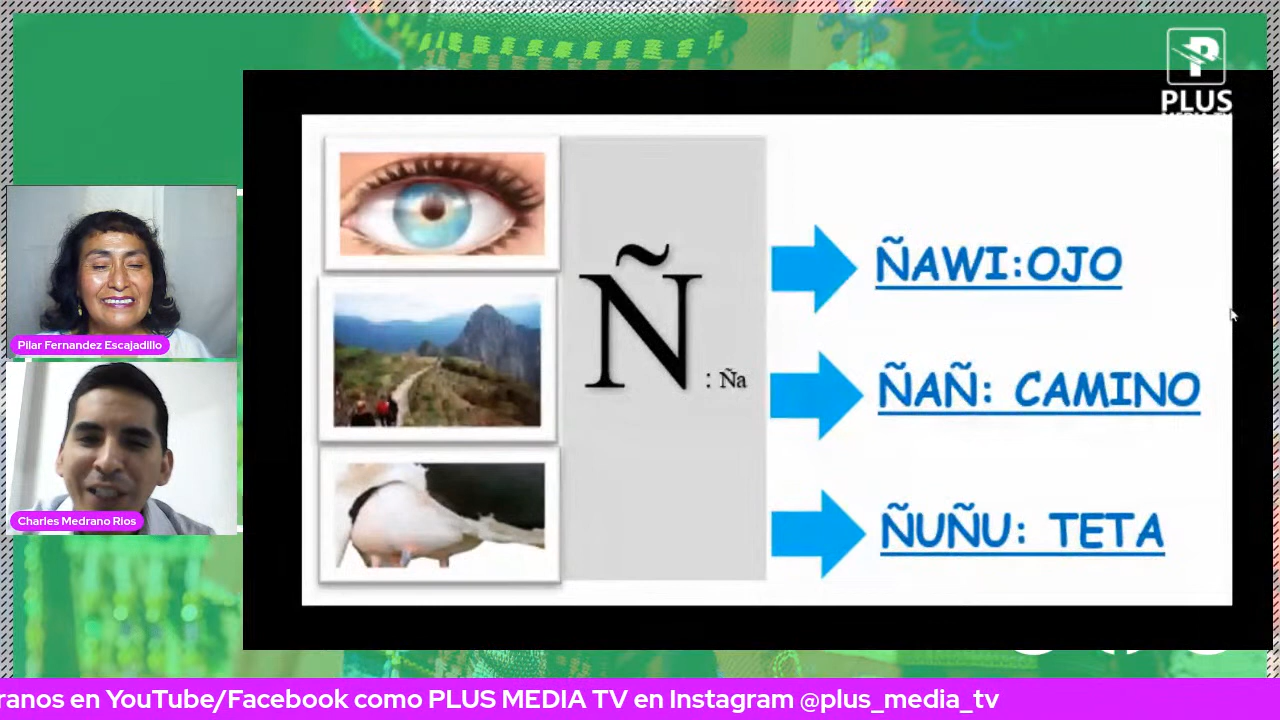 PLUS
Ñ
: Ña
ÑAWI:OJO
ÑAÑ: CAMINO
ÑUÑU: TETA
Pilar Fernandez Escajadillo
Charles Medrano Rios
en YouTube/Facebook como PLUS MEDIA TV en Instagram @plus_media_tv